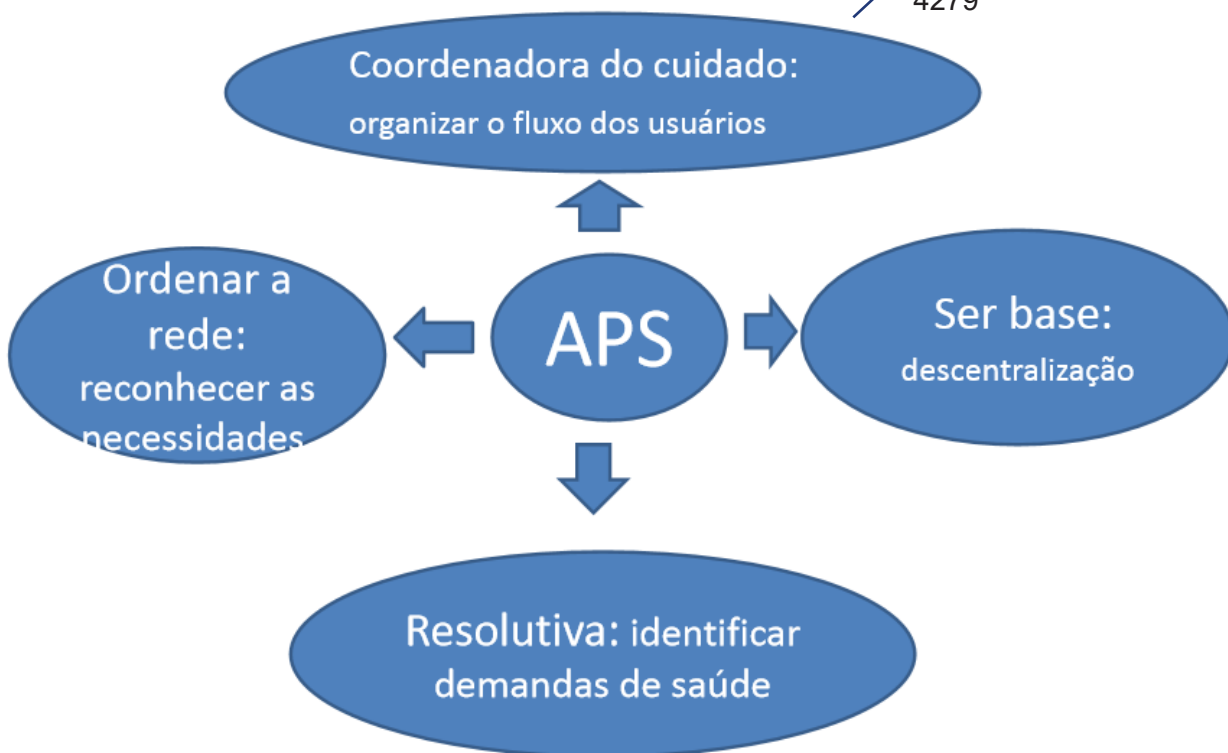 4279
Coordenadora do cuidado:
organizar o fluxo dos usuários
Ordenar a
rede:
reconhecer as
necessidades
APS
Ser base:
descentralização
Resolutiva: identificar
demandas de saúde